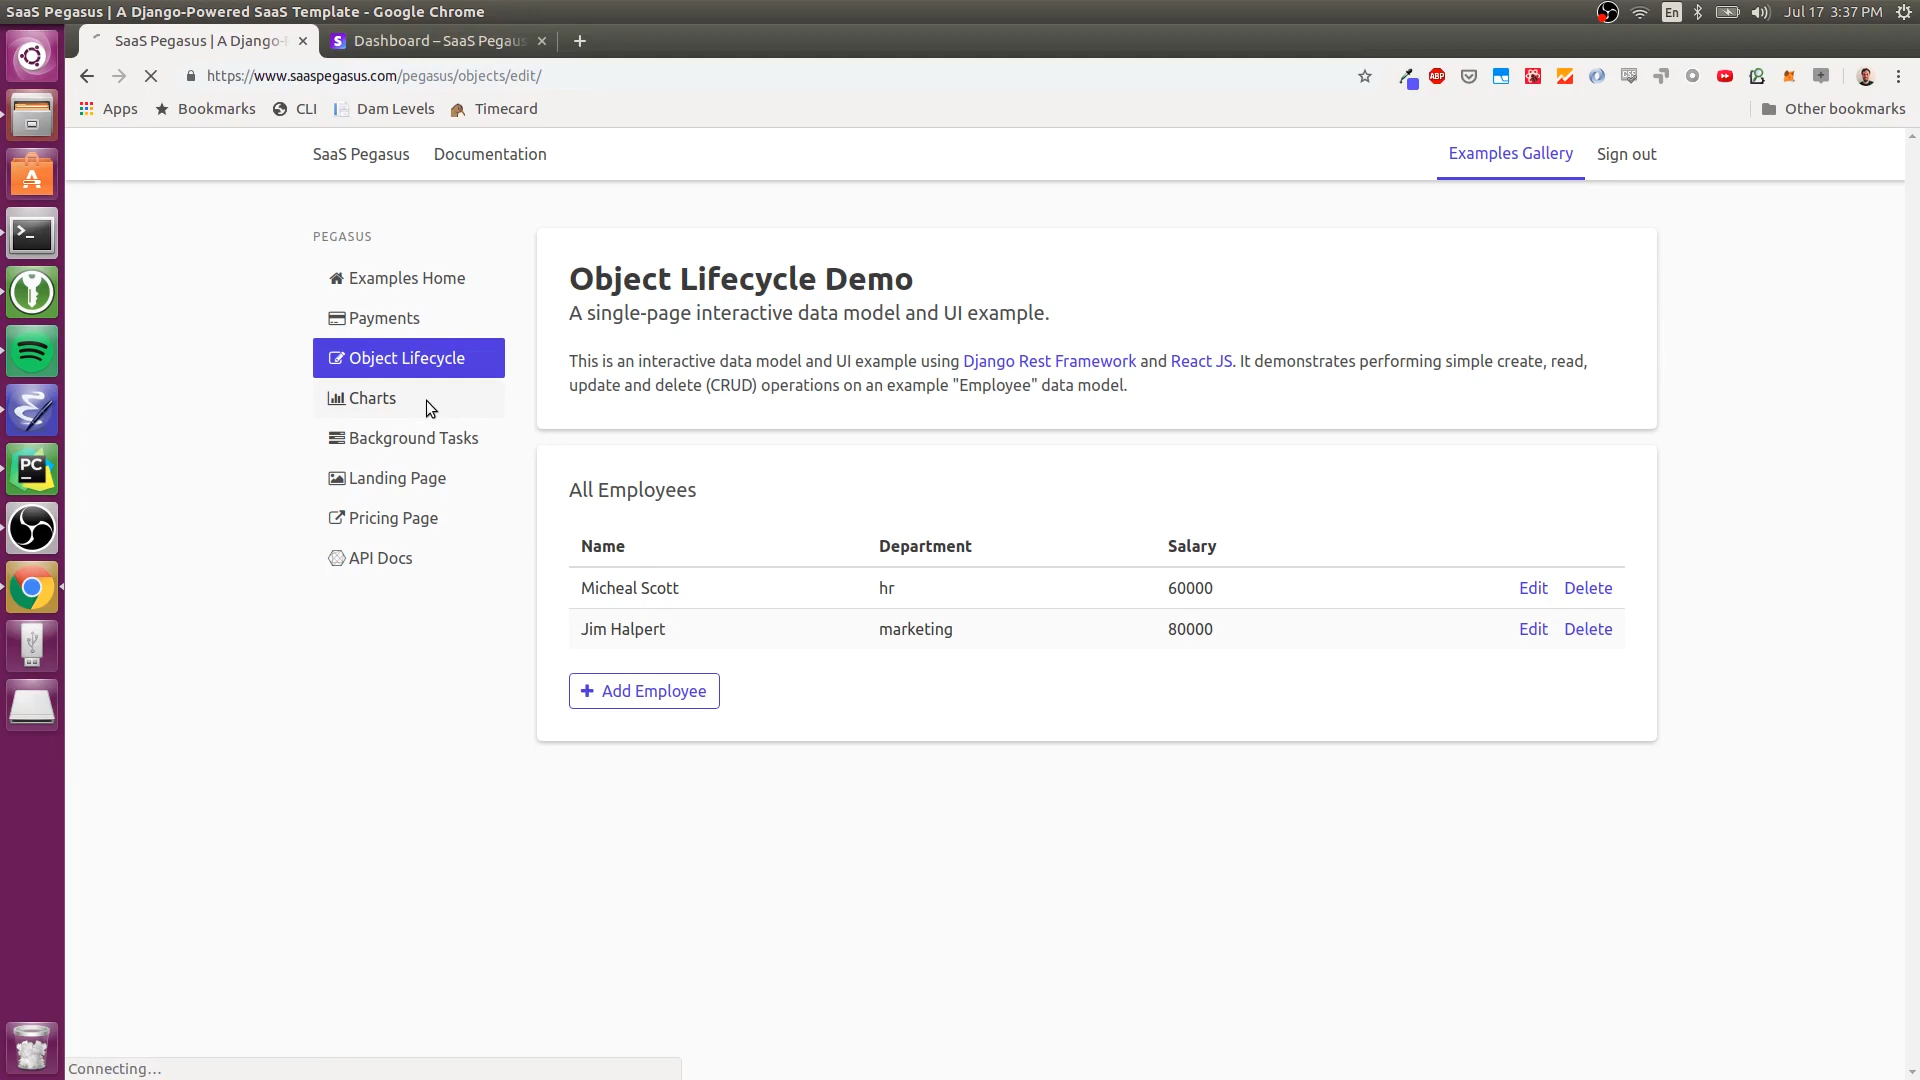 SaaS Pegasus | A Django-Powered SaaS Template - Google Chrome
En
Jul 17 3:37 PM
SaaS Pegasus | A Django-
Dashboard – SaaS Pegasus
https://www.saaspegasus.com/pegasus/objects/edit/
ABP
CSS
Apps
Bookmarks
CLI
Dam Levels
Timecard
Other bookmarks
SaaS Pegasus
Documentation
Examples Gallery
Sign out
PEGASUS
Examples Home
Payments
Object Lifecycle
Charts
Background Tasks
Landing Page
Pricing Page
API Docs
Object Lifecycle Demo
A single-page interactive data model and UI example.
This is an interactive data model and UI example using Django Rest Framework and React JS. It demonstrates performing simple create, read,
update and delete (CRUD) operations on an example "Employee" data model.
All Employees
Name Department Salary
Micheal Scott hr 60000 Edit Delete
Jim Halpert marketing 80000 Edit Delete
Add Employee
PC
Connecting...